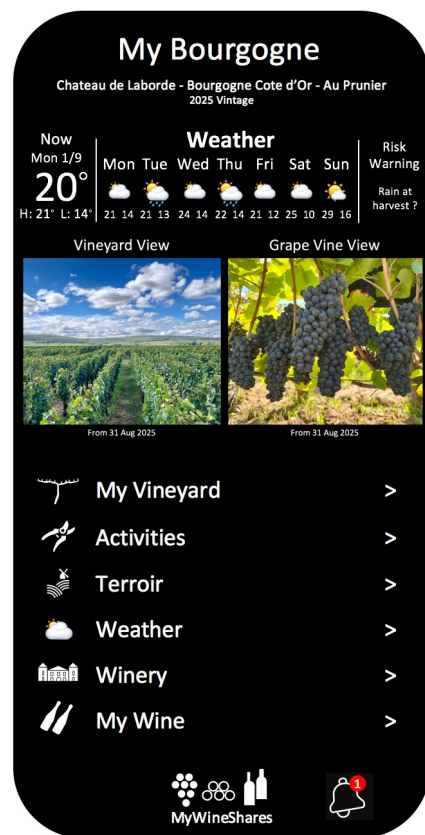 My Bourgogne
Chateau de Laborde - Bourgogne Cote d'Or - Au Prunier
2025 Vintage
Now
Mon 1/9
20°
H: 21° L: 14°
Weather
Mon Tue Wed Thu Fri Sat Sun
21 14 21 13 24 14 22 14 21 12 25 10 29 16
Risk
Warning
Rain at
harvest ?
Vineyard View
Grape Vine View
From 31 Aug 2025
From 31 Aug 2025
My Vineyard >
Activities >
Terroir >
Weather >
Winery >
My Wine >
MyWineShares
1